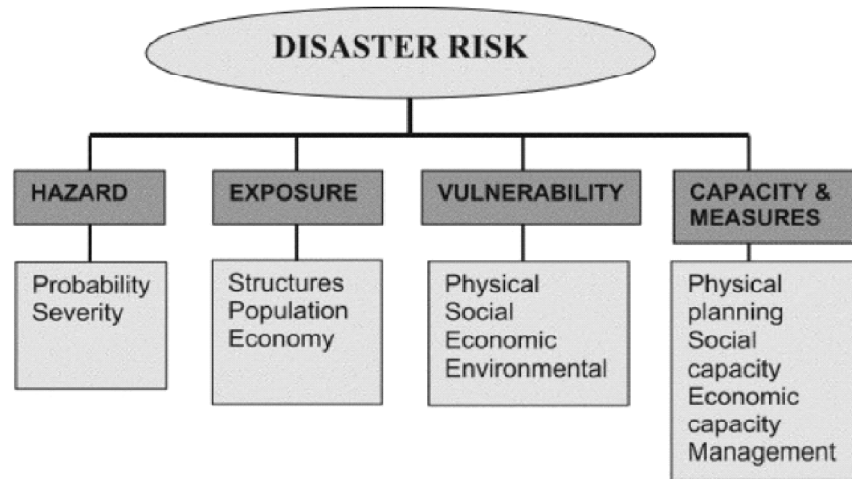 DISASTER RISK
HAZARD
Probability
Severity
EXPOSURE
Structures
Population
Economy
VULNERABILITY
Physical
Social
Economic
Environmental
CAPACITY &
MEASURES
Physical
planning
Social
capacity
Economic
capacity
Management